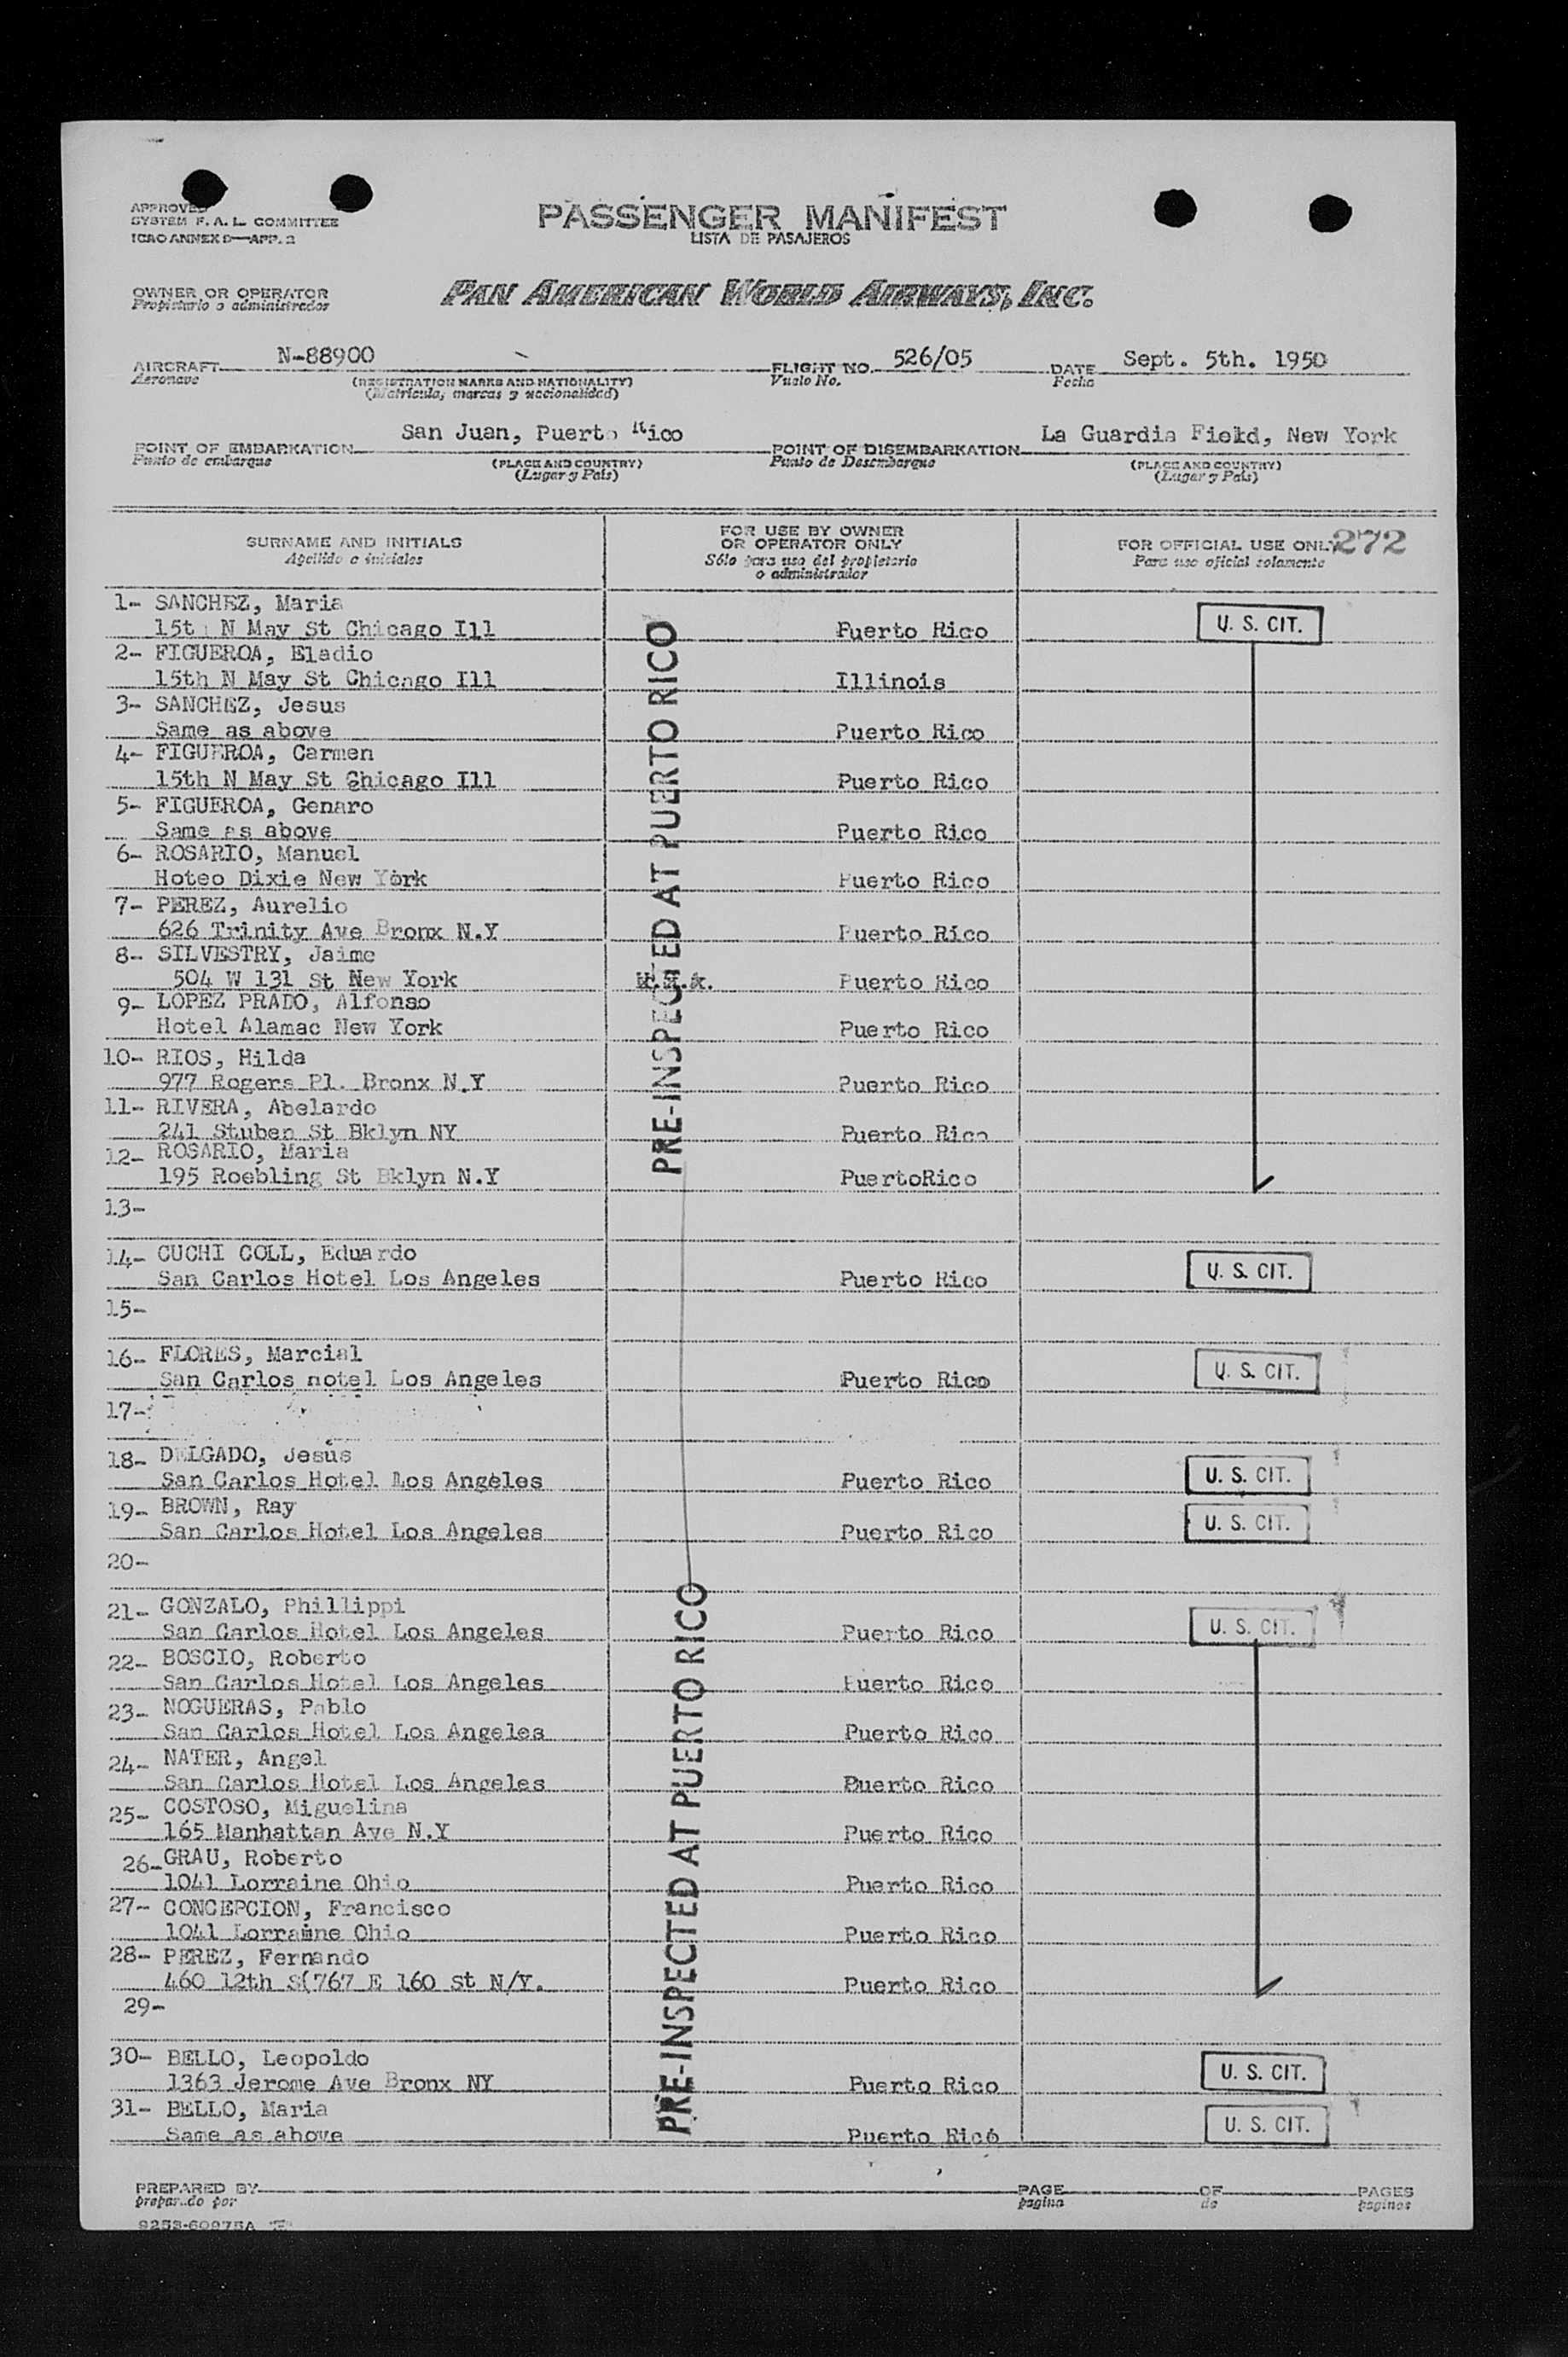 APPROVED
SYSTEM F. A. L. COMMITTEE
ICAO ANNEX 9—APP. 2
PASSENGER MANIFEST
LISTA DE PASAJEROS
OWNER OR OPERATOR
Propietario o administrador
PAN AMERICAN WORLD AIRWAYS, INC.
AIRCRAFT N-88900 FLIGHT NO. 526/05 DATE Sept. 5th. 1950
Aeronave (REGISTRATION MARKS AND NATIONALITY) Vuelo No. Fecha
(Matricula, marcas y nacionalidad)
POINT OF EMBARKATION San Juan, Puerto Rico POINT OF DISEMBARKATION La Guardia Field, New York
Punto de embarque (PLACE AND COUNTRY) Punto de Desembarque (PLACE AND COUNTRY)
(Lugar y País) (Lugar y País)
SURNAME AND INITIALS
Apellido e iniciales
FOR USE BY OWNER
OR OPERATOR ONLY
Sólo para uso del propietario
o administrador
FOR OFFICIAL USE ONLY 272
Para uso oficial solamente
1- SANCHEZ, Maria
15t N May St Chicago Ill Puerto Rico U. S. CIT.
2- FIGUEROA, Eladio
15th N May St Chicago Ill Illinois
3- SANCHEZ, Jesus
Same as above Puerto Rico
4- FIGUEROA, Carmen
15th N May St Chicago Ill Puerto Rico
5- FIGUEROA, Genaro
Same as above Puerto Rico
6- ROSARIO, Manuel
Hoteo Dixie New York Puerto Rico
7- PEREZ, Aurelio
626 Trinity Ave Bronx N.Y Puerto Rico
8- SILVESTRY, Jaime
504 W 131 St New York Puerto Rico
9- LOPEZ PRADO, Alfonso
Hotel Alamac New York Puerto Rico
10- RIOS, Hilda
977 Rogers Pl. Bronx N.Y Puerto Rico
11- RIVERA, Abelardo
241 Stuben St Bklyn NY Puerto Rico
12- ROSARIO, Maria
195 Roebling St Bklyn N.Y PuertoRico
PRE-INSPECTED AT PUERTO RICO
13-
14- CUCHI COLL, Eduardo
San Carlos Hotel Los Angeles Puerto Rico U. S. CIT.
15-
16- FLORES, Marcial
San Carlos notel Los Angeles Puerto Rico U. S. CIT.
17-
18- DELGADO, Jesus
San Carlos Hotel Los Angeles Puerto Rico U. S. CIT.
19- BROWN, Ray
San Carlos Hotel Los Angeles Puerto Rico U. S. CIT.
20-
21- GONZALO, Phillippi
San Carlos Hotel Los Angeles Puerto Rico U. S. CIT.
22- BOSCIO, Roberto
San Carlos Hotel Los Angeles Puerto Rico
23- NOGUERAS, Pablo
San Carlos Hotel Los Angeles Puerto Rico
24- NATER, Angel
San Carlos Hotel Los Angeles Puerto Rico
25- COSTOSO, Miguelina
165 Manhattan Ave N.Y Puerto Rico
26- GRAU, Roberto
1041 Lorraine Ohio Puerto Rico
27- CONCEPCION, Francisco
1041 Lorraine Ohio Puerto Rico
28- PEREZ, Fernando
460 12th S(767 E 160 St N/Y. Puerto Rico
29-
30- BELLO, Leopoldo
1363 Jerome Ave Bronx NY Puerto Rico U. S. CIT.
31- BELLO, Maria
Same as above Puerto Rico U. S. CIT.
PRE-INSPECTED AT PUERTO RICO
PREPARED BY PAGE OF PAGES
preparado por pagina de paginas